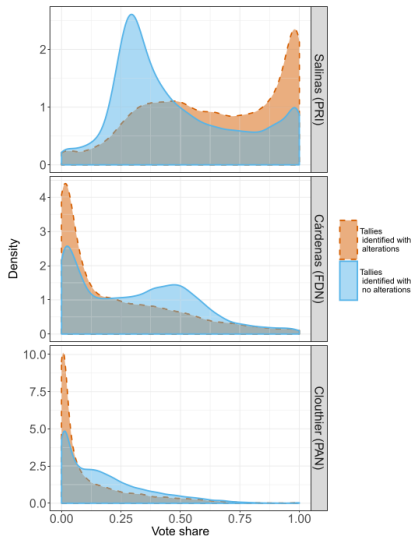 2
1
0
Salinas (PRI)
4
3
2
1
0
Cárdenas (FDN)
Density
10.0
7.5
5.0
2.5
0.0
Clouthier (PAN)
0.00 0.25 0.50 0.75 1.00
Vote share
Tallies
identified with
alterations
Tallies
identified with
no alterations